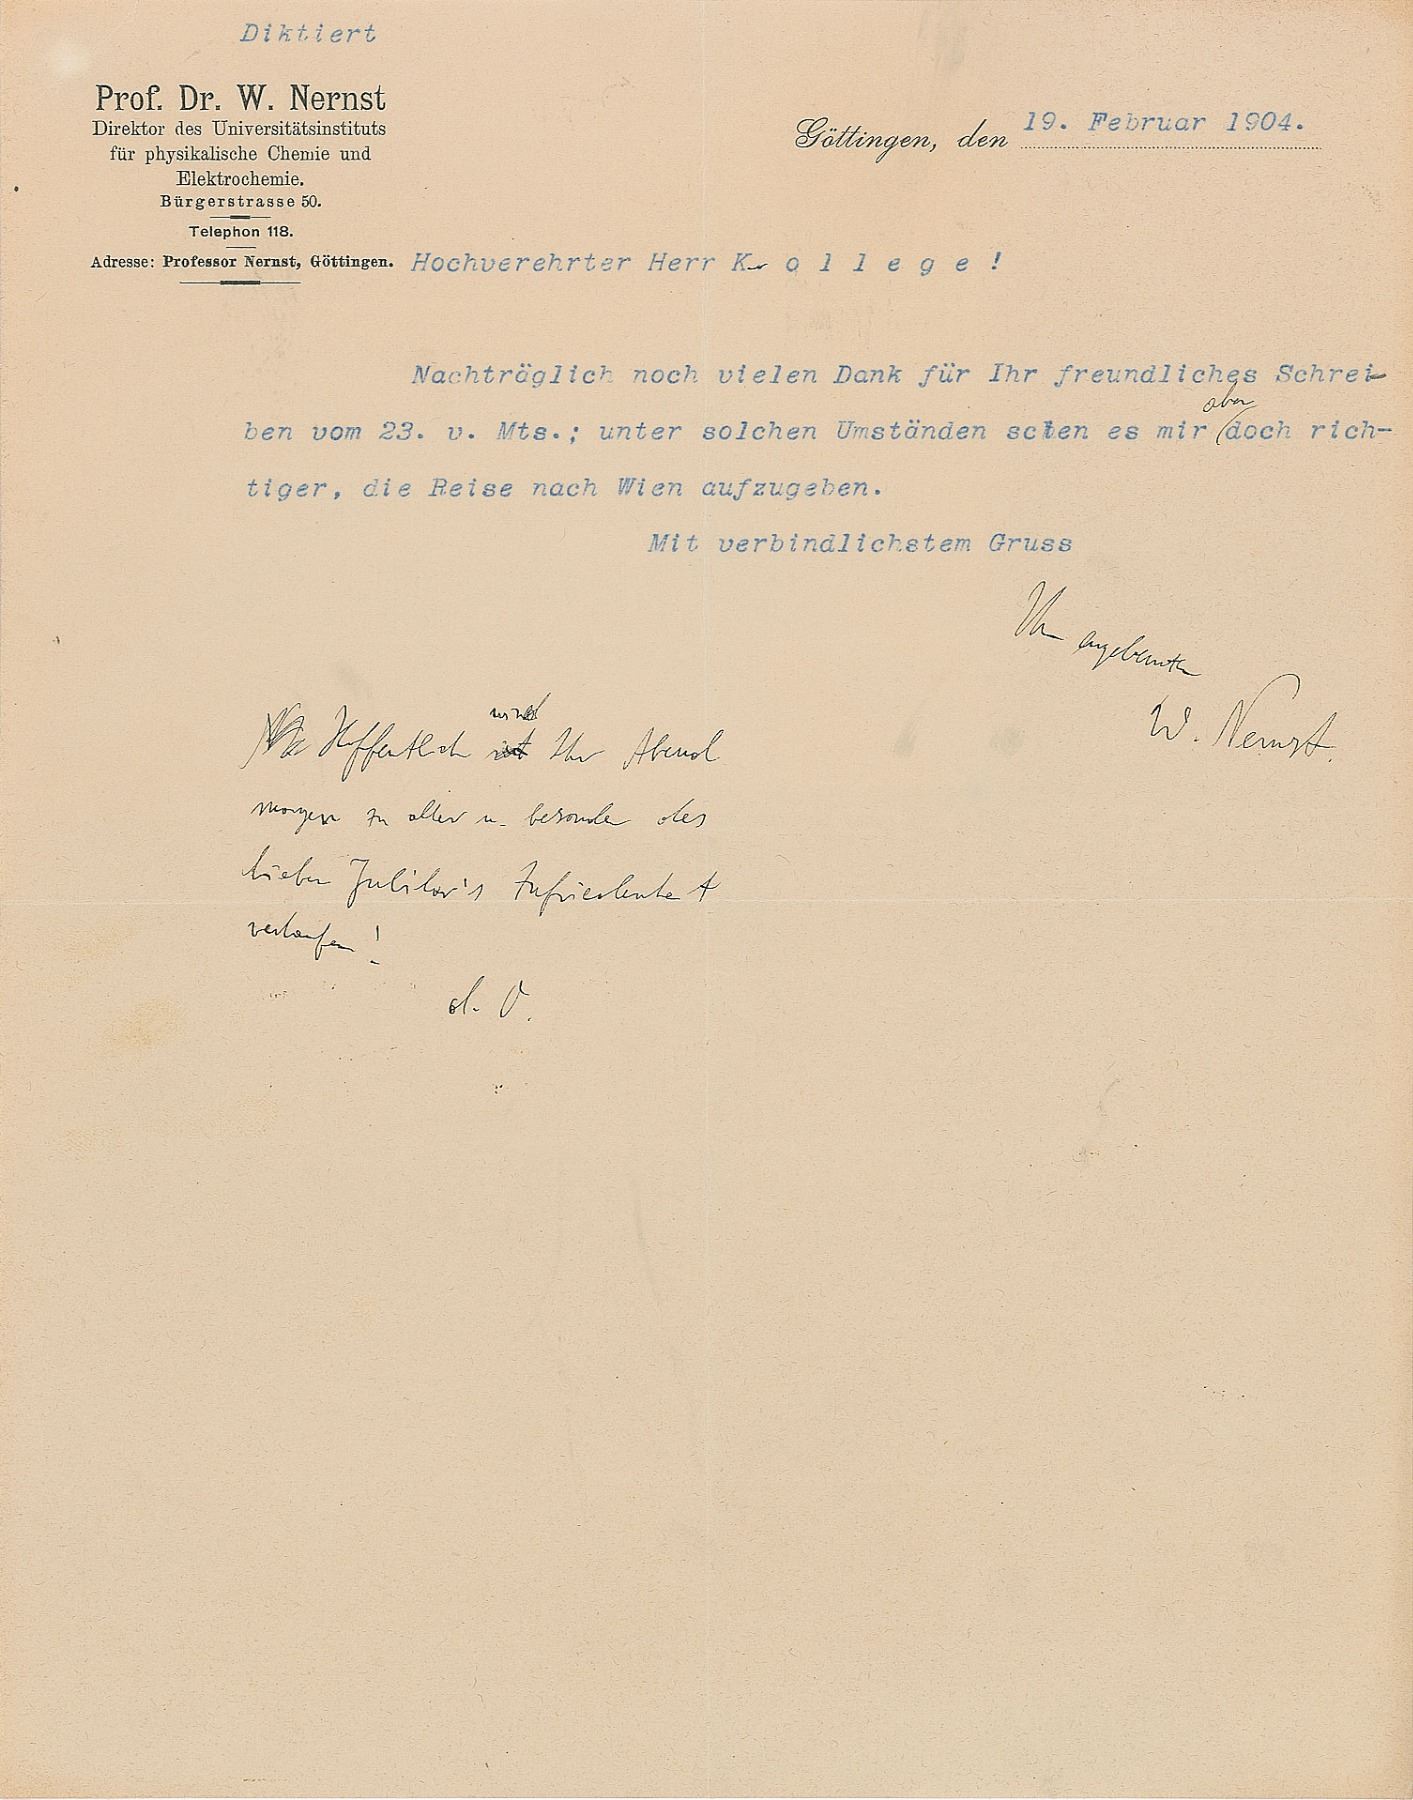 Diktiert
Prof. Dr. W. Nernst
Direktor des Universitätsinstituts
für physikalische Chemie und
Elektrochemie.
Bürgerstrasse 50.
Telephon 118.
Adresse: Professor Nernst, Göttingen.
Göttingen, den 19. Februar 1904.
Hochverehrter Herr K o l l e g e !
Nachträglich noch vielen Dank für Ihr freundliches Schrei-
ben vom 23. v. Mts.; unter solchen Umständen schien es mir aber doch rich-
tiger, die Reise nach Wien aufzugeben.
Mit verbindlichstem Gruss
Ihr ergebenster
W. Nernst.
Hoffentlich wird Ihr Abend
morgen zu aller u. besonders des
lieben Jubilar's Zufriedenheit
verlaufen!
d. O.